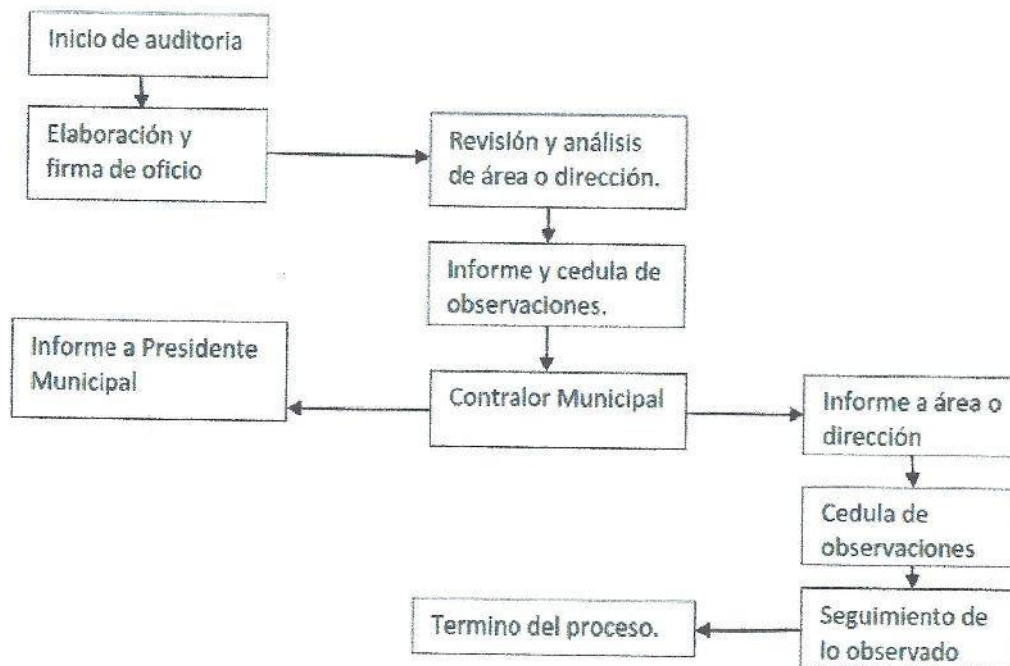 Inicio de auditoria
Elaboración y
firma de oficio
Revisión y análisis
de área o dirección.
Informe y cedula de
observaciones.
Informe a Presidente
Municipal
Contralor Municipal
Informe a área o
dirección
Cedula de
observaciones
Seguimiento de
lo observado
Termino del proceso.